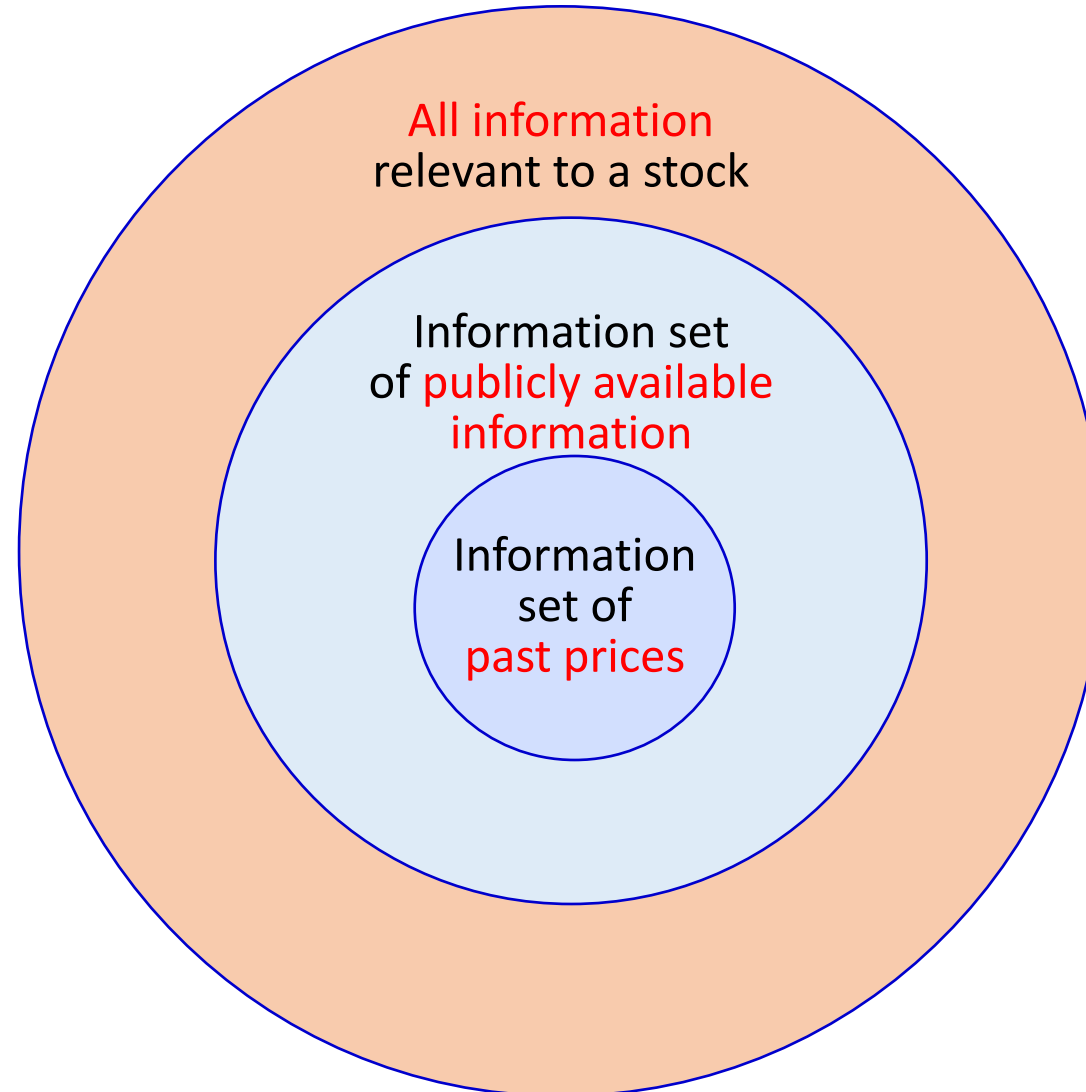 All information
relevant to a stock
Information set
of publicly available
information
Information
set of
past prices